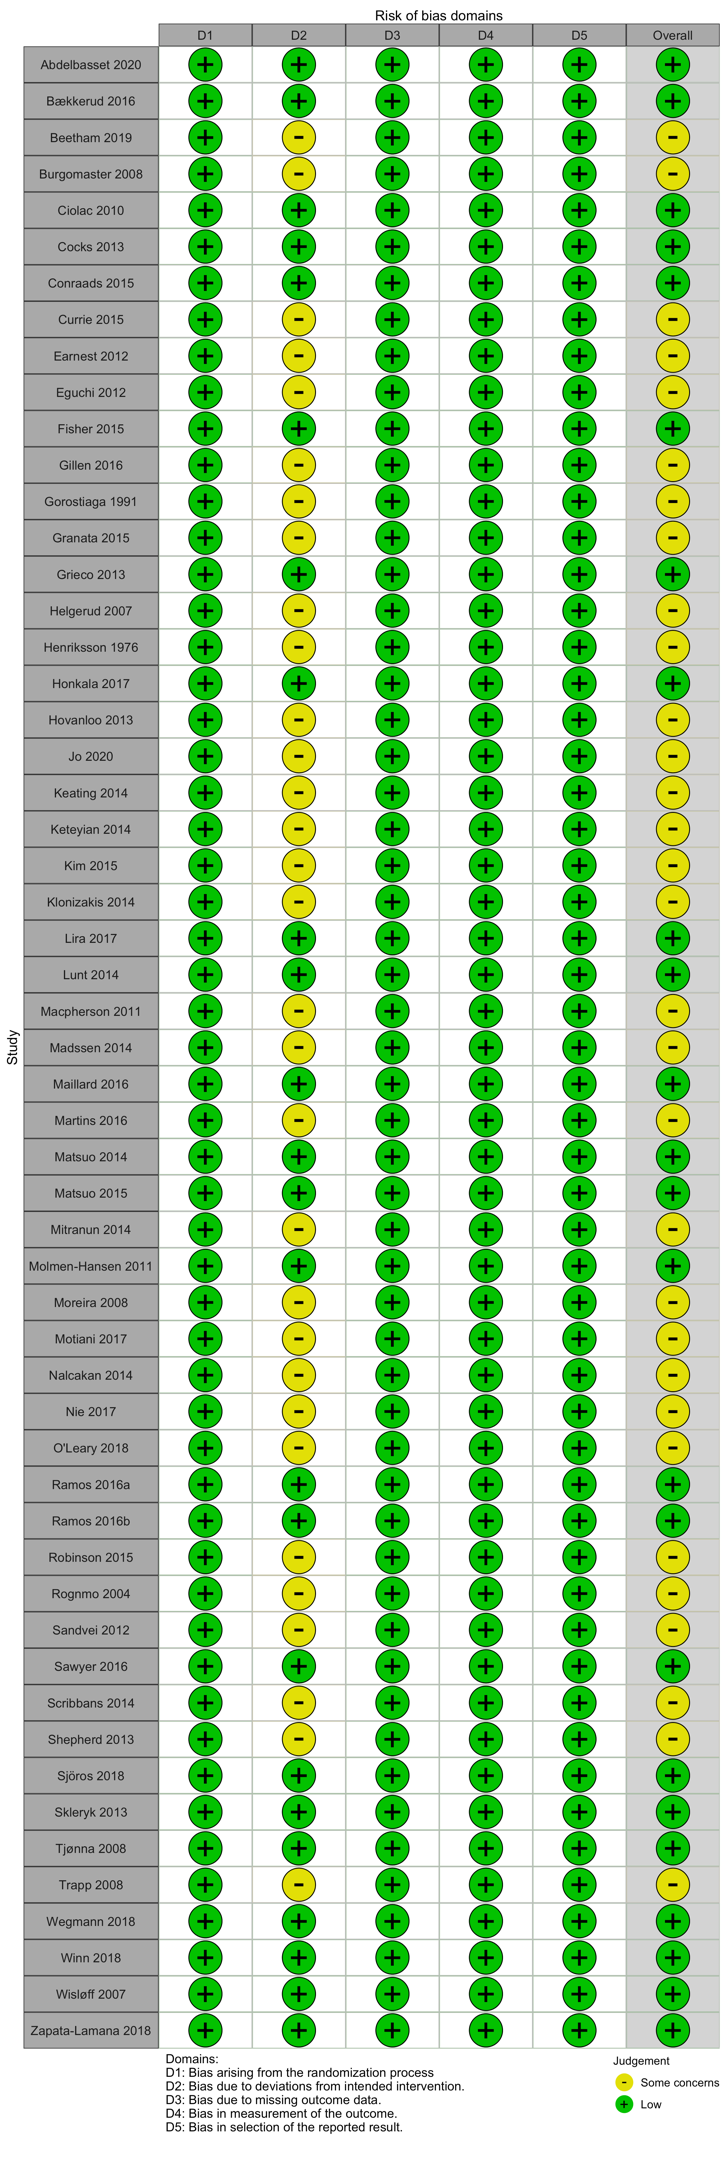 Risk of bias domains
D1 D2 D3 D4 D5 Overall
Abdelbasset 2020 + + + + + +
Bækkerud 2016 + + + + + +
Beetham 2019 + - + + + -
Burgomaster 2008 + - + + + -
Ciolac 2010 + + + + + +
Cocks 2013 + + + + + +
Conraads 2015 + + + + + +
Currie 2015 + - + + + -
Earnest 2012 + - + + + -
Eguchi 2012 + - + + + -
Fisher 2015 + + + + + +
Gillen 2016 + - + + + -
Gorostiaga 1991 + - + + + -
Granata 2015 + - + + + -
Grieco 2013 + + + + + +
Helgerud 2007 + - + + + -
Henriksson 1976 + - + + + -
Honkala 2017 + + + + + +
Hovanloo 2013 + - + + + -
Jo 2020 + - + + + -
Keating 2014 + - + + + -
Keteyian 2014 + - + + + -
Kim 2015 + - + + + -
Klonizakis 2014 + - + + + -
Lira 2017 + + + + + +
Lunt 2014 + + + + + +
Macpherson 2011 + - + + + -
Study
Madssen 2014 + - + + + -
Maillard 2016 + + + + + +
Martins 2016 + - + + + -
Matsuo 2014 + + + + + +
Matsuo 2015 + + + + + +
Mitranun 2014 + - + + + -
Molmen-Hansen 2011 + + + + + +
Moreira 2008 + - + + + -
Motiani 2017 + - + + + -
Nalcakan 2014 + - + + + -
Nie 2017 + - + + + -
O'Leary 2018 + - + + + -
Ramos 2016a + + + + + +
Ramos 2016b + + + + + +
Robinson 2015 + - + + + -
Rognmo 2004 + - + + + -
Sandvei 2012 + - + + + -
Sawyer 2016 + + + + + +
Scribbans 2014 + - + + + -
Shepherd 2013 + - + + + -
Sjöros 2018 + + + + + +
Skleryk 2013 + + + + + +
Tjønna 2008 + + + + + +
Trapp 2008 + - + + + -
Wegmann 2018 + + + + + +
Winn 2018 + + + + + +
Wisløff 2007 + + + + + +
Zapata-Lamana 2018 + + + + + +
Domains:
D1: Bias arising from the randomization process
D2: Bias due to deviations from intended intervention.
D3: Bias due to missing outcome data.
D4: Bias in measurement of the outcome.
D5: Bias in selection of the reported result.
Judgement
- Some concerns
+ Low